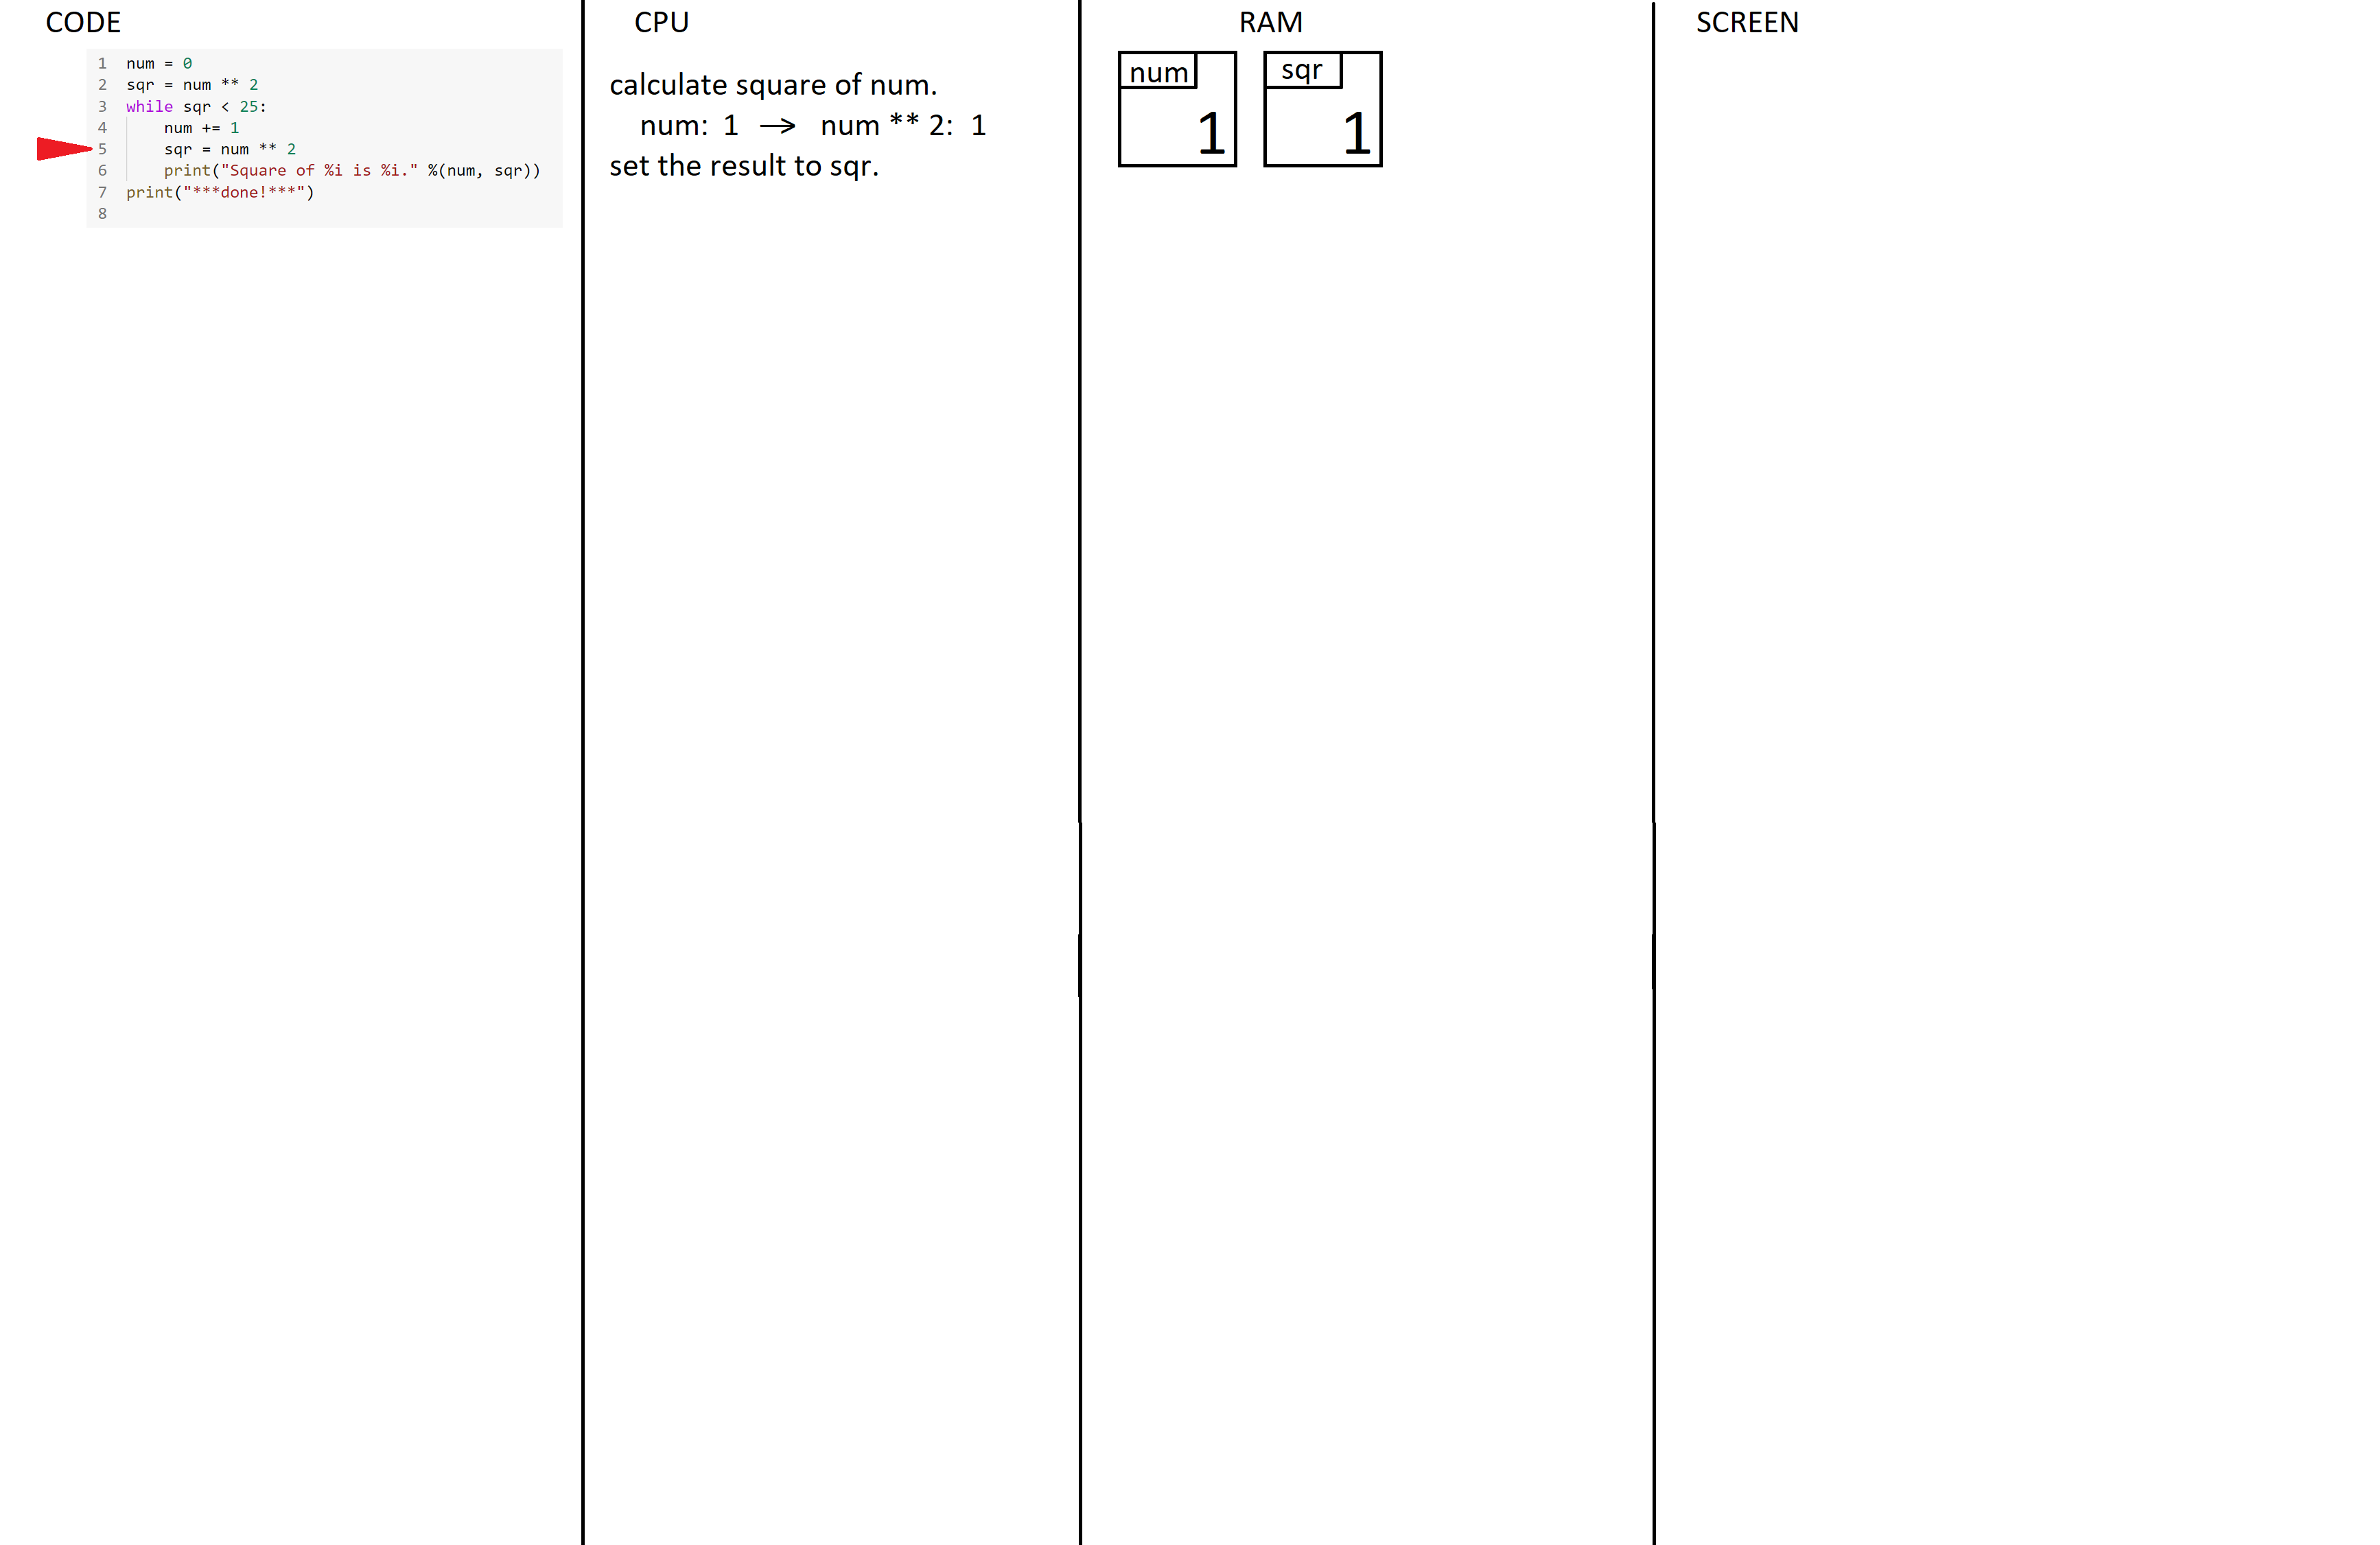 CODE
1 num = 0
2 sqr = num ** 2
3 while sqr < 25:
4     num += 1
5     sqr = num ** 2
6     print("Square of %i is %i." %(num, sqr))
7 print("***done!***")
8
CPU
calculate square of num.
num: 1 → num ** 2: 1
set the result to sqr.
RAM
num
1
sqr
1
SCREEN